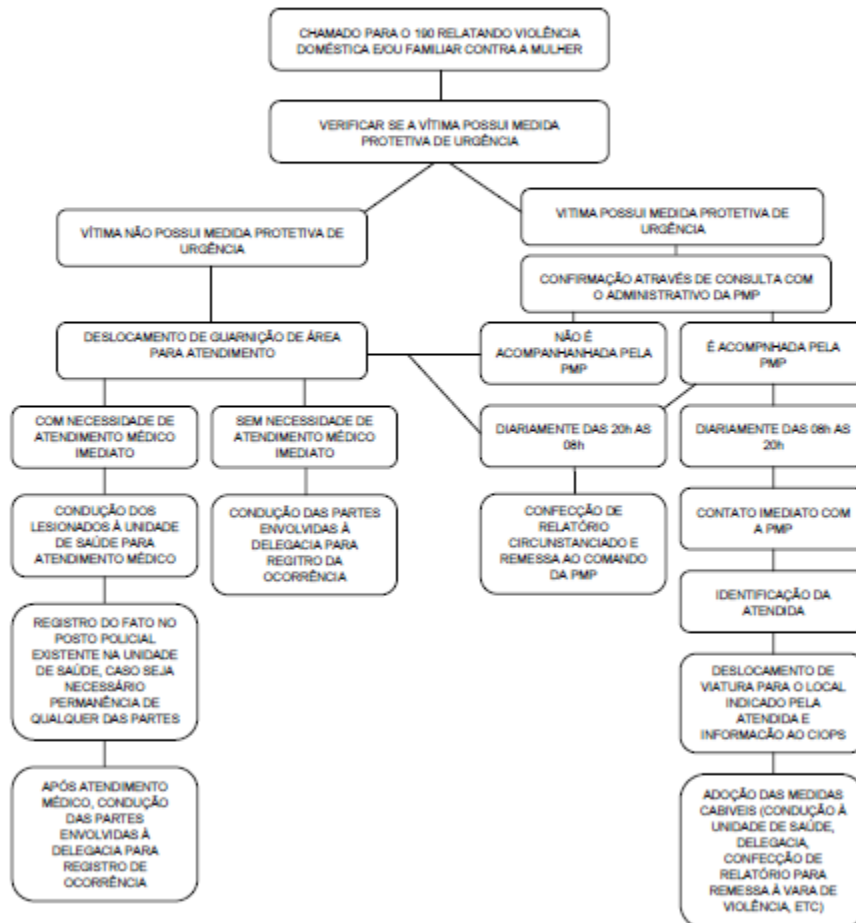 CHAMADO PARA O 190 RELATANDO VIOLÊNCIA
DOMÉSTICA E/OU FAMILIAR CONTRA A MULHER
VERIFICAR SE A VÍTIMA POSSUI MEDIDA
PROTETIVA DE URGÊNCIA
VÍTIMA NÃO POSSUI MEDIDA PROTETIVA DE
URGÊNCIA
VITIMA POSSUI MEDIDA PROTETIVA DE
URGÊNCIA
CONFIRMAÇÃO ATRAVÉS DE CONSULTA COM
O ADMINISTRATIVO DA PMP
DESLOCAMENTO DE GUARNIÇÃO DE ÁREA
PARA ATENDIMENTO
NÃO É
ACOMPANHANHADA PELA
PMP
É ACOMPNHADA PELA
PMP
COM NECESSIDADE DE
ATENDIMENTO MÉDICO
IMEDIATO
SEM NECESSIDADE DE
ATENDIMENTO MÉDICO
IMEDIATO
DIARIAMENTE DAS 20h AS
08h
DIARIAMENTE DAS 08h AS
20h
CONDUÇÃO DOS
LESIONADOS À UNIDADE
DE SAÚDE PARA
ATENDIMENTO MÉDICO
CONDUÇÃO DAS PARTES
ENVOLVIDAS À
DELEGACIA PARA
REGISTRO DA
OCORRÊNCIA
CONFECÇÃO DE
RELATÓRIO
CIRCUNSTANCIADO E
REMESSA AO COMANDO
DA PMP
CONTATO IMEDIATO COM
A PMP
IDENTIFICAÇÃO DA
ATENDIDA
REGISTRO DO FATO NO
POSTO POLICIAL
EXISTENTE NA UNIDADE
DE SAÚDE, CASO SEJA
NECESSÁRIO
PERMANÊNCIA DE
QUALQUER DAS PARTES
DESLOCAMENTO DE
VIATURA PARA O LOCAL
INDICADO PELA
ATENDIDA E
INFORMAÇÃO AO CIOPS
APÓS ATENDIMENTO
MÉDICO, CONDUÇÃO
DAS PARTES
ENVOLVIDAS À
DELEGACIA PARA
REGISTRO DE
OCORRÊNCIA
ADOÇÃO DAS MEDIDAS
CABIVEIS (CONDUÇÃO À
UNIDADE DE SAÚDE,
DELEGACIA,
CONFECÇÃO DE
RELATÓRIO PARA
REMESSA À VARA DE
VIOLÊNCIA, ETC)